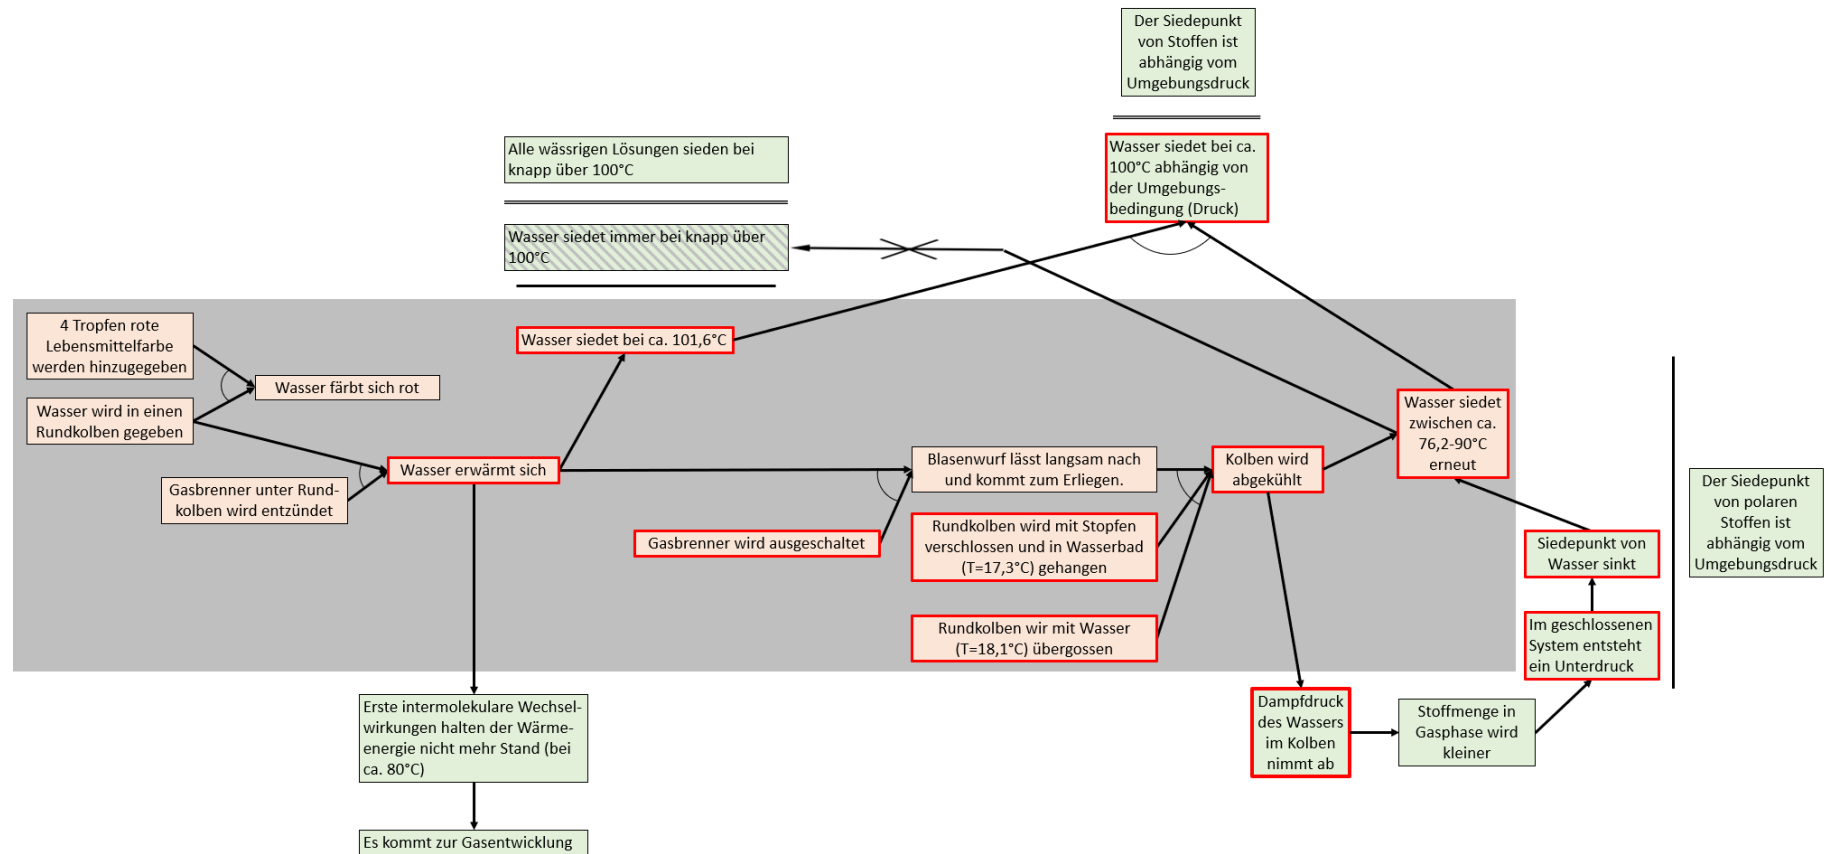 Der Siedepunkt
von Stoffen ist
abhängig vom
Umgebungsdruck
Alle wässrigen Lösungen sieden bei
knapp über 100°C
Wasser siedet bei ca.
100°C abhängig von
der Umgebungs-
bedingung (Druck)
Wasser siedet immer bei knapp über
100°C
4 Tropfen rote
Lebensmittelfarbe
werden hinzugegeben
Wasser siedet bei ca. 101,6°C
Wasser färbt sich rot
Wasser wird in einen
Rundkolben gegeben
Wasser siedet
zwischen ca.
76,2-90°C
erneut
Wasser erwärmt sich
Blasenwurf lässt langsam nach
und kommt zum Erliegen.
Kolben wird
abgekühlt
Gasbrenner unter Rund-
kolben wird entzündet
Der Siedepunkt
von polaren
Stoffen ist
abhängig vom
Umgebungsdruck
Gasbrenner wird ausgeschaltet
Rundkolben wird mit Stopfen
verschlossen und in Wasserbad
(T=17,3°C) gehangen
Siedepunkt von
Wasser sinkt
Rundkolben wir mit Wasser
(T=18,1°C) übergossen
Im geschlossenen
System entsteht
ein Unterdruck
Erste intermolekulare Wechsel-
wirkungen halten der Wärme-
energie nicht mehr Stand (bei
ca. 80°C)
Dampfdruck
des Wassers
im Kolben
nimmt ab
Stoffmenge in
Gasphase wird
kleiner
Es kommt zur Gasentwicklung